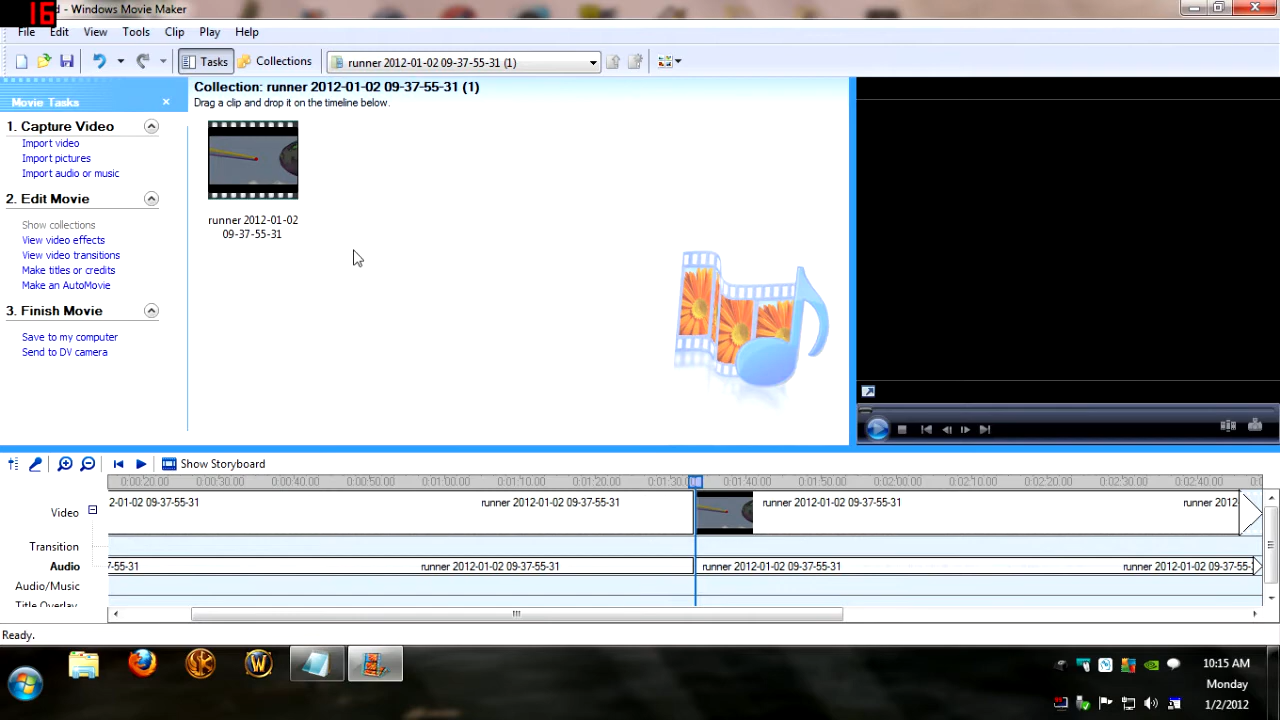 16
d - Windows Movie Maker
File Edit View Tools Clip Play Help
Tasks Collections runner 2012-01-02 09-37-55-31 (1)
Movie Tasks
1. Capture Video
Import video
Import pictures
Import audio or music
2. Edit Movie
Show collections
View video effects
View video transitions
Make titles or credits
Make an AutoMovie
3. Finish Movie
Save to my computer
Send to DV camera
Collection: runner 2012-01-02 09-37-55-31 (1)
Drag a clip and drop it on the timeline below.
runner 2012-01-02
09-37-55-31
Show Storyboard
0:00:20.00 0:00:30.00 0:00:40.00 0:00:50.00 0:01:00.00 0:01:10.00 0:01:20.00 0:01:30.00 0:01:40.00 0:01:50.00 0:02:00.00 0:02:10.00 0:02:20.00 0:02:30.00 0:02:40.00
Video 2-01-02 09-37-55-31 runner 2012-01-02 09-37-55-31 runner 2012-01-02 09-37-55-31 runner 2012
Transition
Audio 7-55-31 runner 2012-01-02 09-37-55-31 runner 2012-01-02 09-37-55-31 runner 2012-01-02 09-37-55-
Audio/Music
Title Overlay
Ready.
W
10:15 AM
Monday
1/2/2012